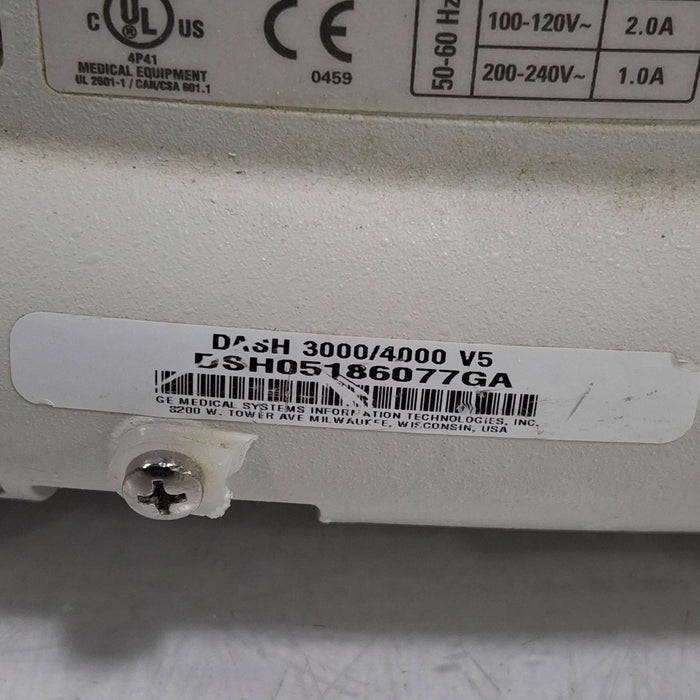 C UL US
4P41
MEDICAL EQUIPMENT
UL 2601-1 / CAN/CSA 601.1
CE
0459
50-60 Hz
100-120V~ 2.0A
200-240V~ 1.0A
DASH 3000/4000 V5
DSH05186077GA
GE MEDICAL SYSTEMS INFORMATION TECHNOLOGIES, INC.
8200 W. TOWER AVE MILWAUKEE, WISCONSIN, USA